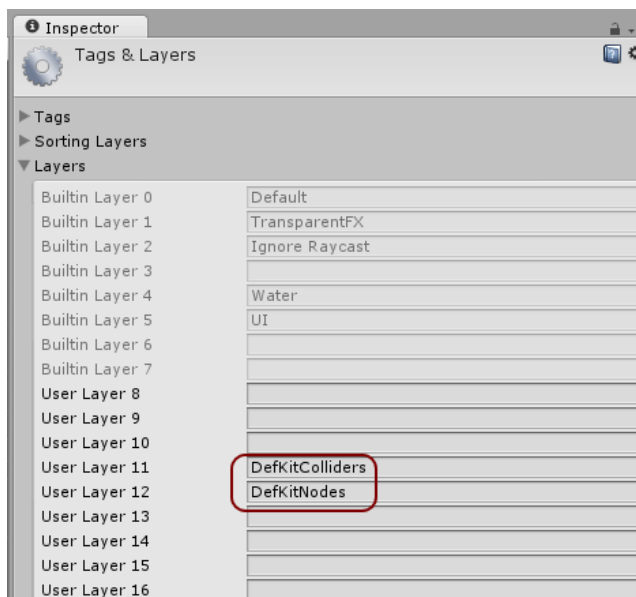 Inspector
Tags & Layers
Tags
Sorting Layers
Layers
Builtin Layer 0 Default
Builtin Layer 1 TransparentFX
Builtin Layer 2 Ignore Raycast
Builtin Layer 3
Builtin Layer 4 Water
Builtin Layer 5 UI
Builtin Layer 6
Builtin Layer 7
User Layer 8
User Layer 9
User Layer 10
User Layer 11 DefKitColliders
User Layer 12 DefKitNodes
User Layer 13
User Layer 14
User Layer 15
User Layer 16